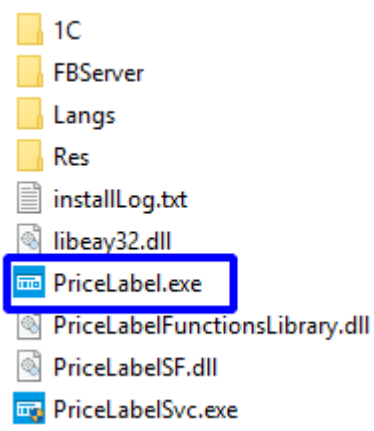 1C
FBServer
Langs
Res
installLog.txt
libeay32.dll
PriceLabel.exe
PriceLabelFunctionsLibrary.dll
PriceLabelSF.dll
PriceLabelSvc.exe